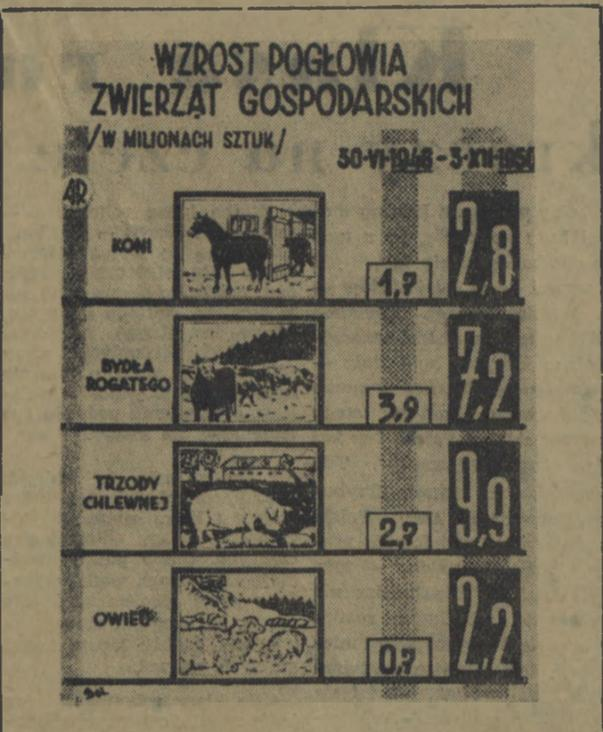 WZROST POGŁOWIA
ZWIERZĄT GOSPODARSKICH
/W MILIONACH SZTUK/
30-VI-1946 - 3-XII-1950
AR
KONI
1,7
2,8
BYDŁA
ROGATEGO
3,9
7,2
TRZODY
CHLEWNEJ
2,7
9,9
OWIEC
0,7
2,2